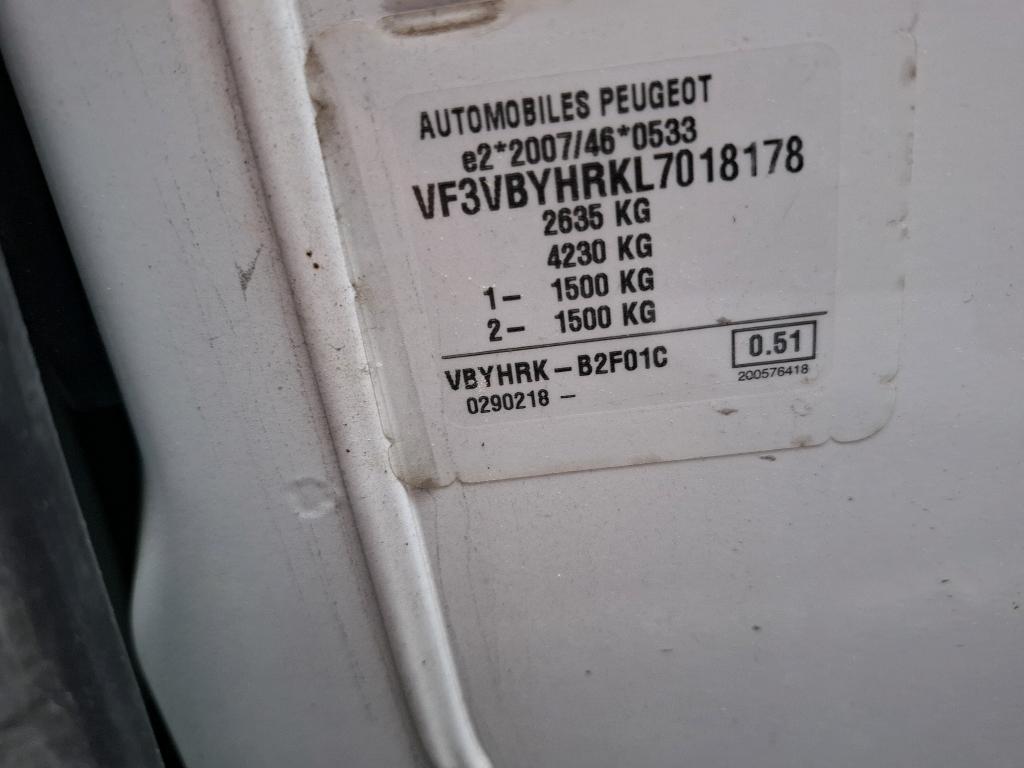 AUTOMOBILES PEUGEOT
e2*2007/46*0533
VF3VBYHRKL7018178
2635 KG
4230 KG
1– 1500 KG
2– 1500 KG
VBYHRK – B2F01C
0.51
0290218 –
200576418